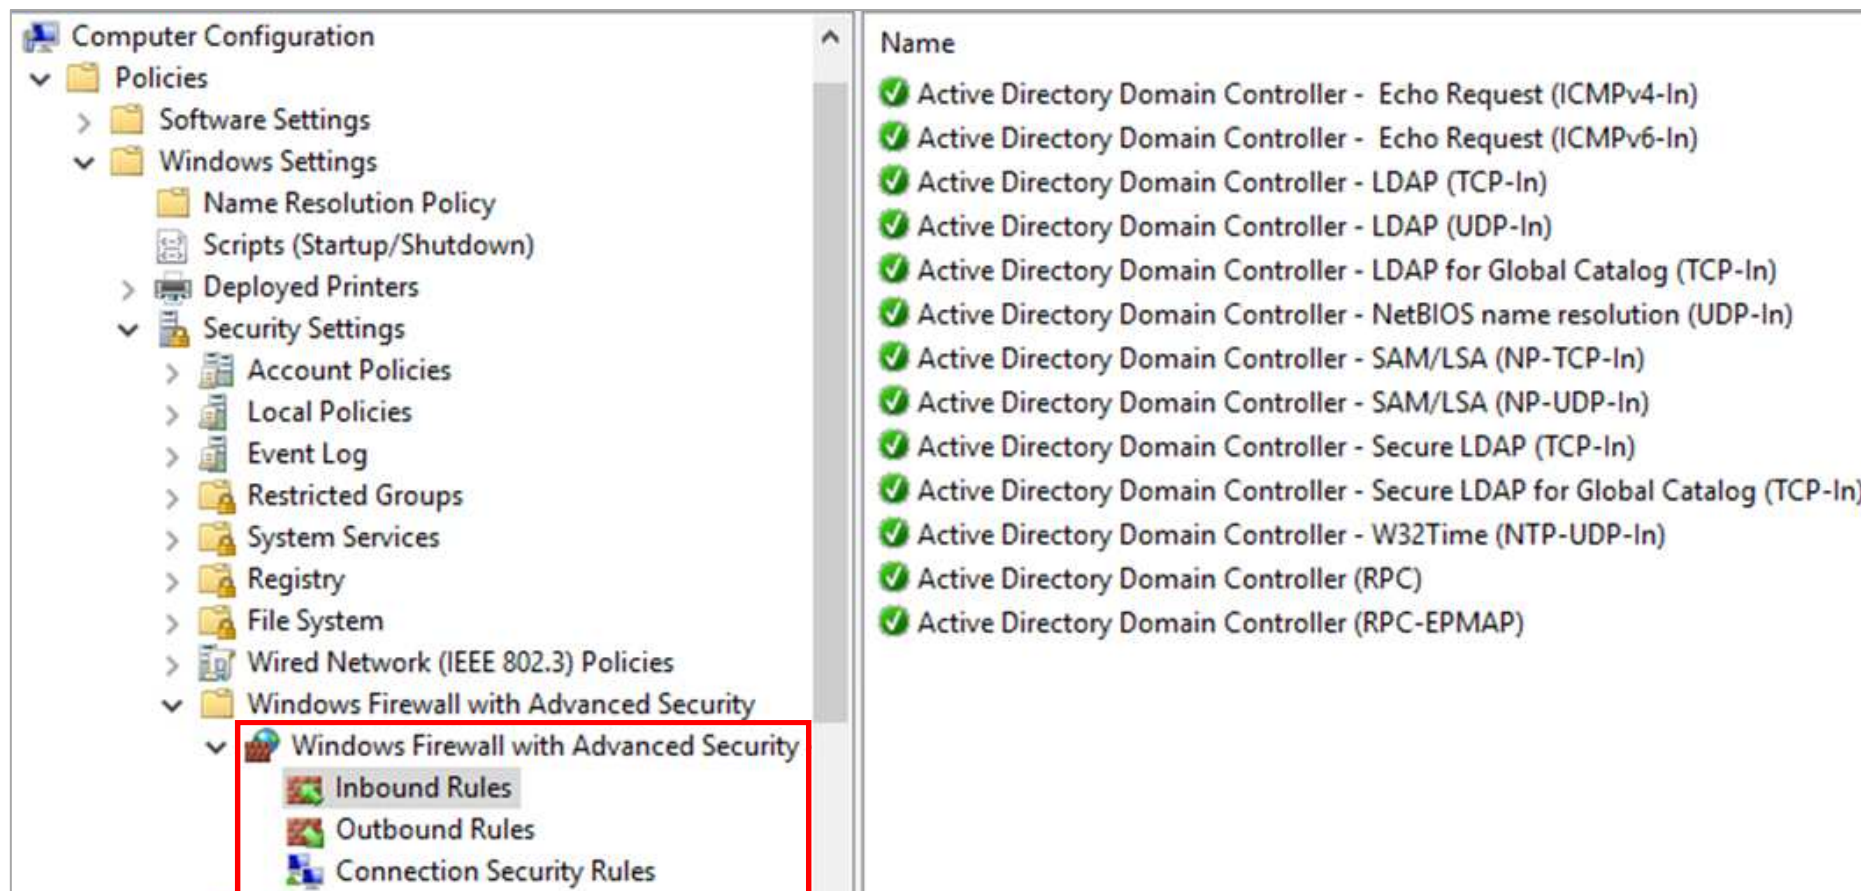 Computer Configuration
Policies
Software Settings
Windows Settings
Name Resolution Policy
Scripts (Startup/Shutdown)
Deployed Printers
Security Settings
Account Policies
Local Policies
Event Log
Restricted Groups
System Services
Registry
File System
Wired Network (IEEE 802.3) Policies
Windows Firewall with Advanced Security
Windows Firewall with Advanced Security
Inbound Rules
Outbound Rules
Connection Security Rules
Name
Active Directory Domain Controller -  Echo Request (ICMPv4-In)
Active Directory Domain Controller -  Echo Request (ICMPv6-In)
Active Directory Domain Controller - LDAP (TCP-In)
Active Directory Domain Controller - LDAP (UDP-In)
Active Directory Domain Controller - LDAP for Global Catalog (TCP-In)
Active Directory Domain Controller - NetBIOS name resolution (UDP-In)
Active Directory Domain Controller - SAM/LSA (NP-TCP-In)
Active Directory Domain Controller - SAM/LSA (NP-UDP-In)
Active Directory Domain Controller - Secure LDAP (TCP-In)
Active Directory Domain Controller - Secure LDAP for Global Catalog (TCP-In)
Active Directory Domain Controller - W32Time (NTP-UDP-In)
Active Directory Domain Controller (RPC)
Active Directory Domain Controller (RPC-EPMAP)